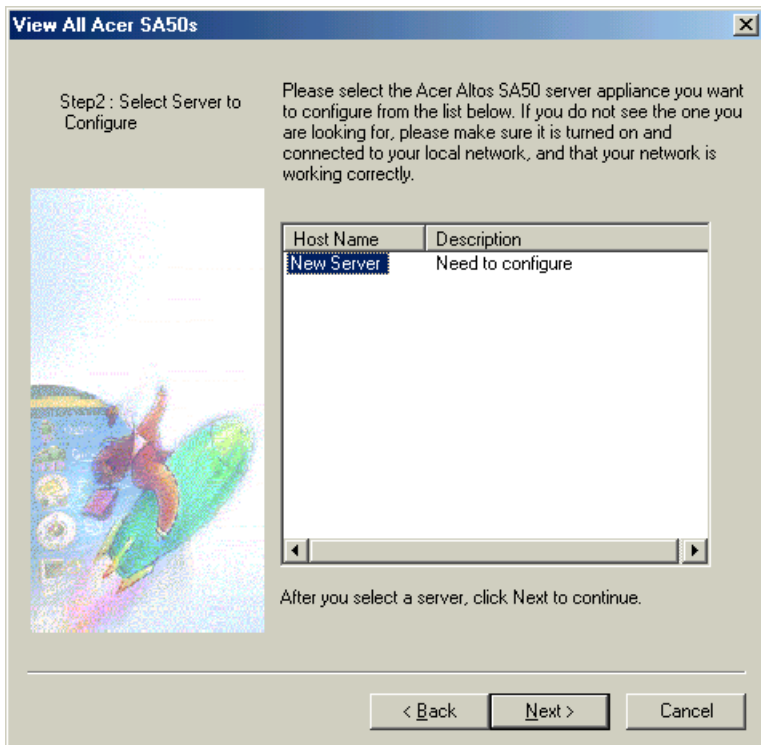 View All Acer SA50s
Step2 : Select Server to
Configure
Please select the Acer Altos SA50 server appliance you want
to configure from the list below. If you do not see the one you
are looking for, please make sure it is turned on and
connected to your local network, and that your network is
working correctly.
Host Name Description
New Server Need to configure
After you select a server, click Next to continue.
< Back Next > Cancel